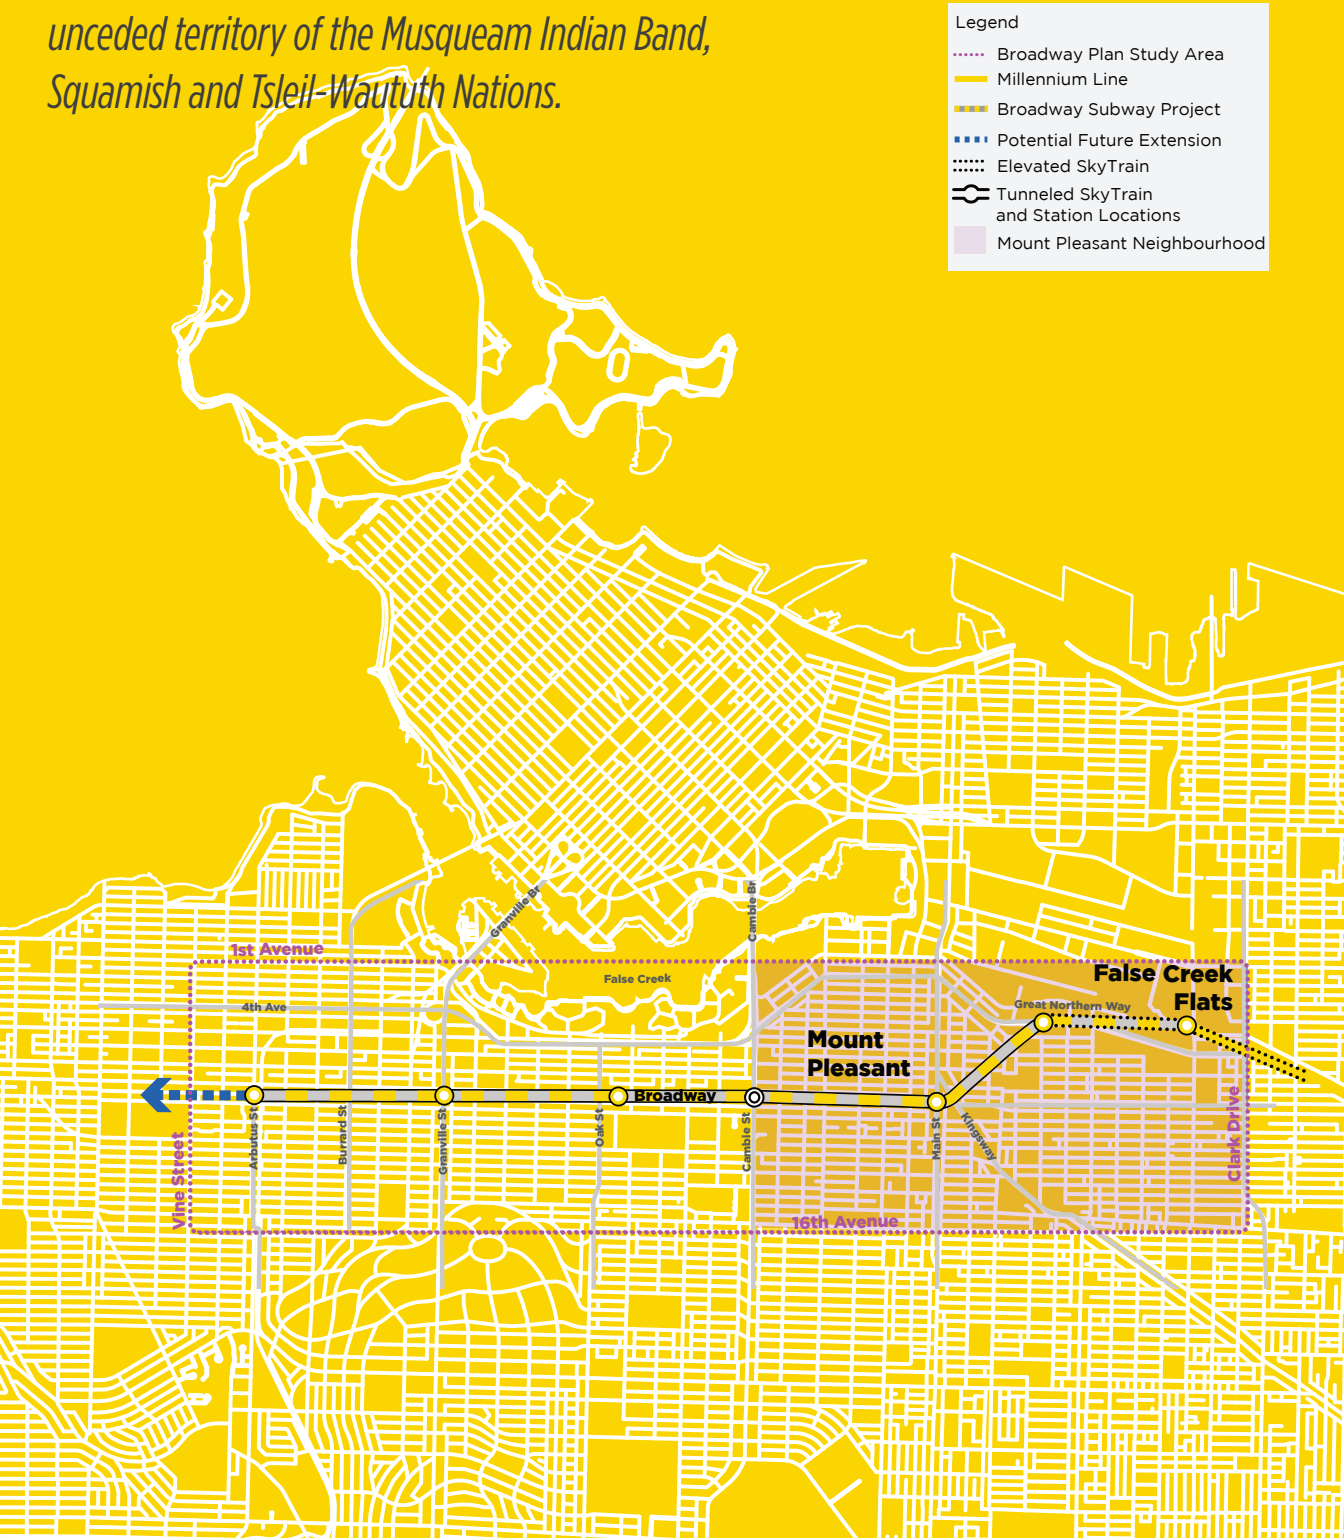 unceded territory of the Musqueam Indian Band,
Squamish and Tsleil-Waututh Nations.
Legend
Broadway Plan Study Area
Millennium Line
Broadway Subway Project
Potential Future Extension
Elevated SkyTrain
Tunneled SkyTrain
and Station Locations
Mount Pleasant Neighbourhood
Granville Br
Cambie Br
1st Avenue
False Creek
False Creek
Flats
4th Ave
Great Northern Way
Mount
Pleasant
Broadway
Arbutus St
Burrard St
Granville St
Oak St
Cambie St
Main St
Kingsway
Clark Drive
Vine Street
16th Avenue